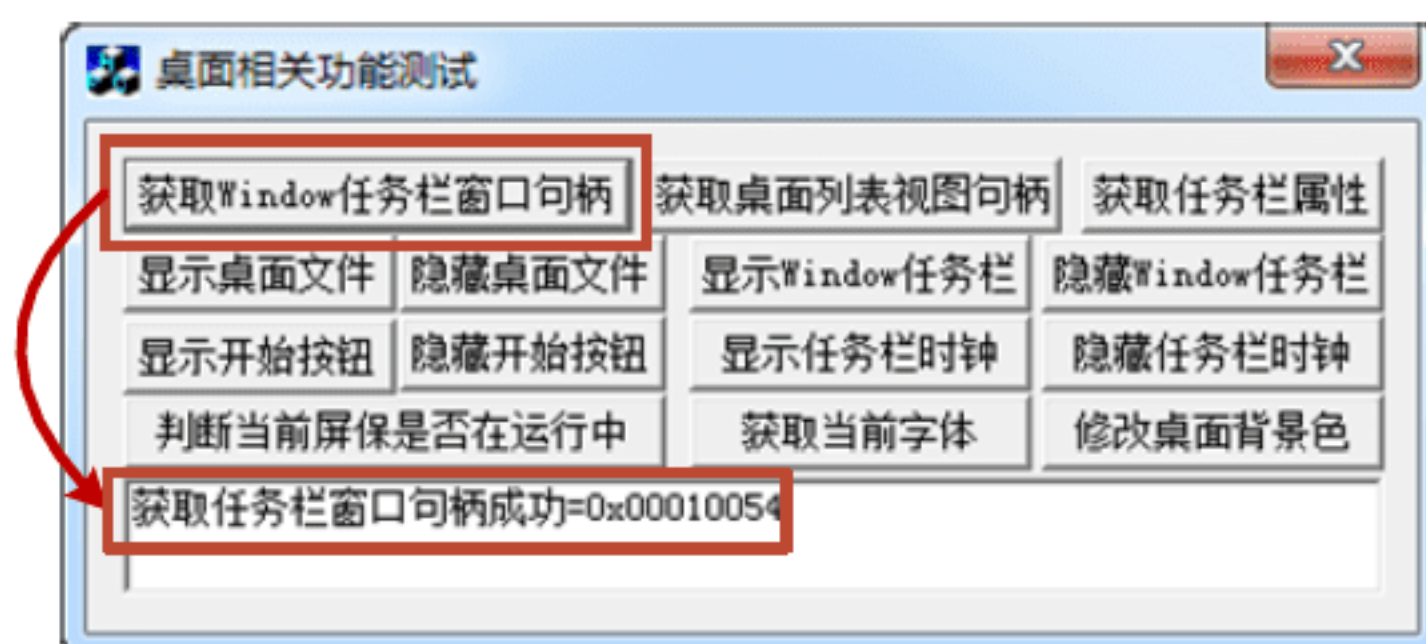 桌面相关功能测试
获取Window任务栏窗口句柄 获取桌面列表视图句柄 获取任务栏属性
显示桌面文件 隐藏桌面文件 显示Window任务栏 隐藏Window任务栏
显示开始按钮 隐藏开始按钮 显示任务栏时钟 隐藏任务栏时钟
判断当前屏保是否在运行中 获取当前字体 修改桌面背景色
获取任务栏窗口句柄成功=0x00010054